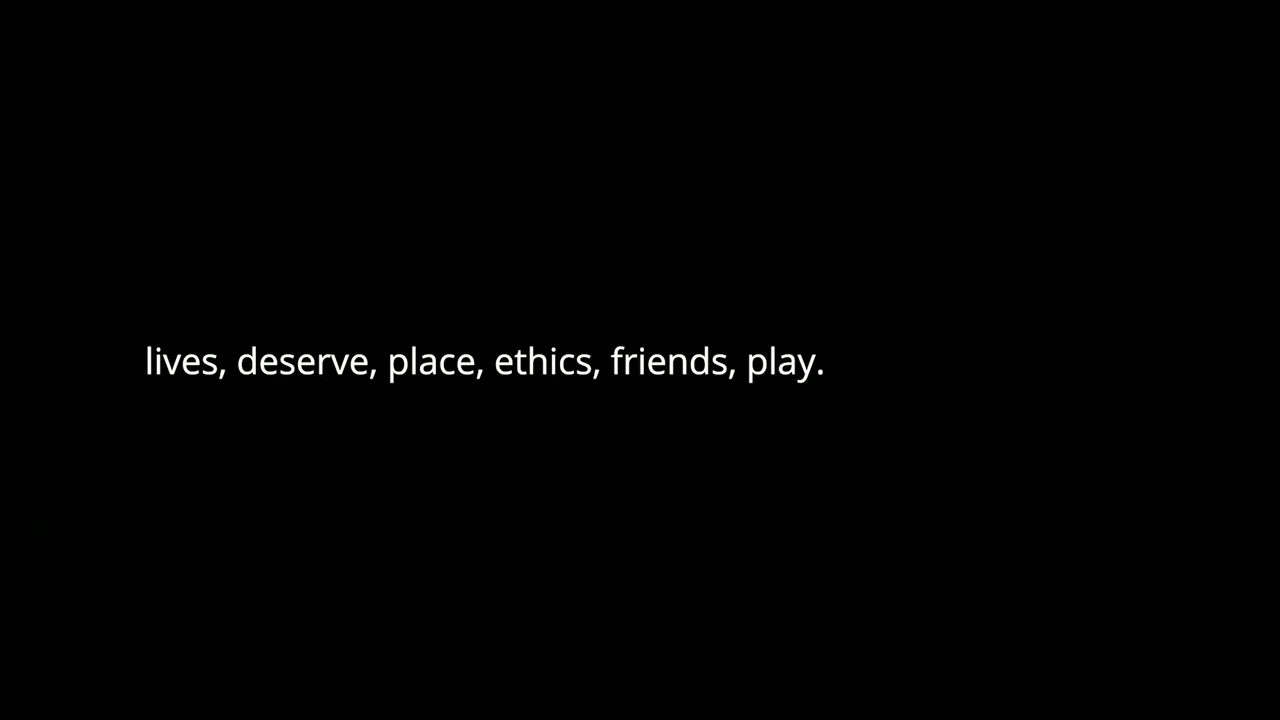 lives, deserve, place, ethics, friends, play.